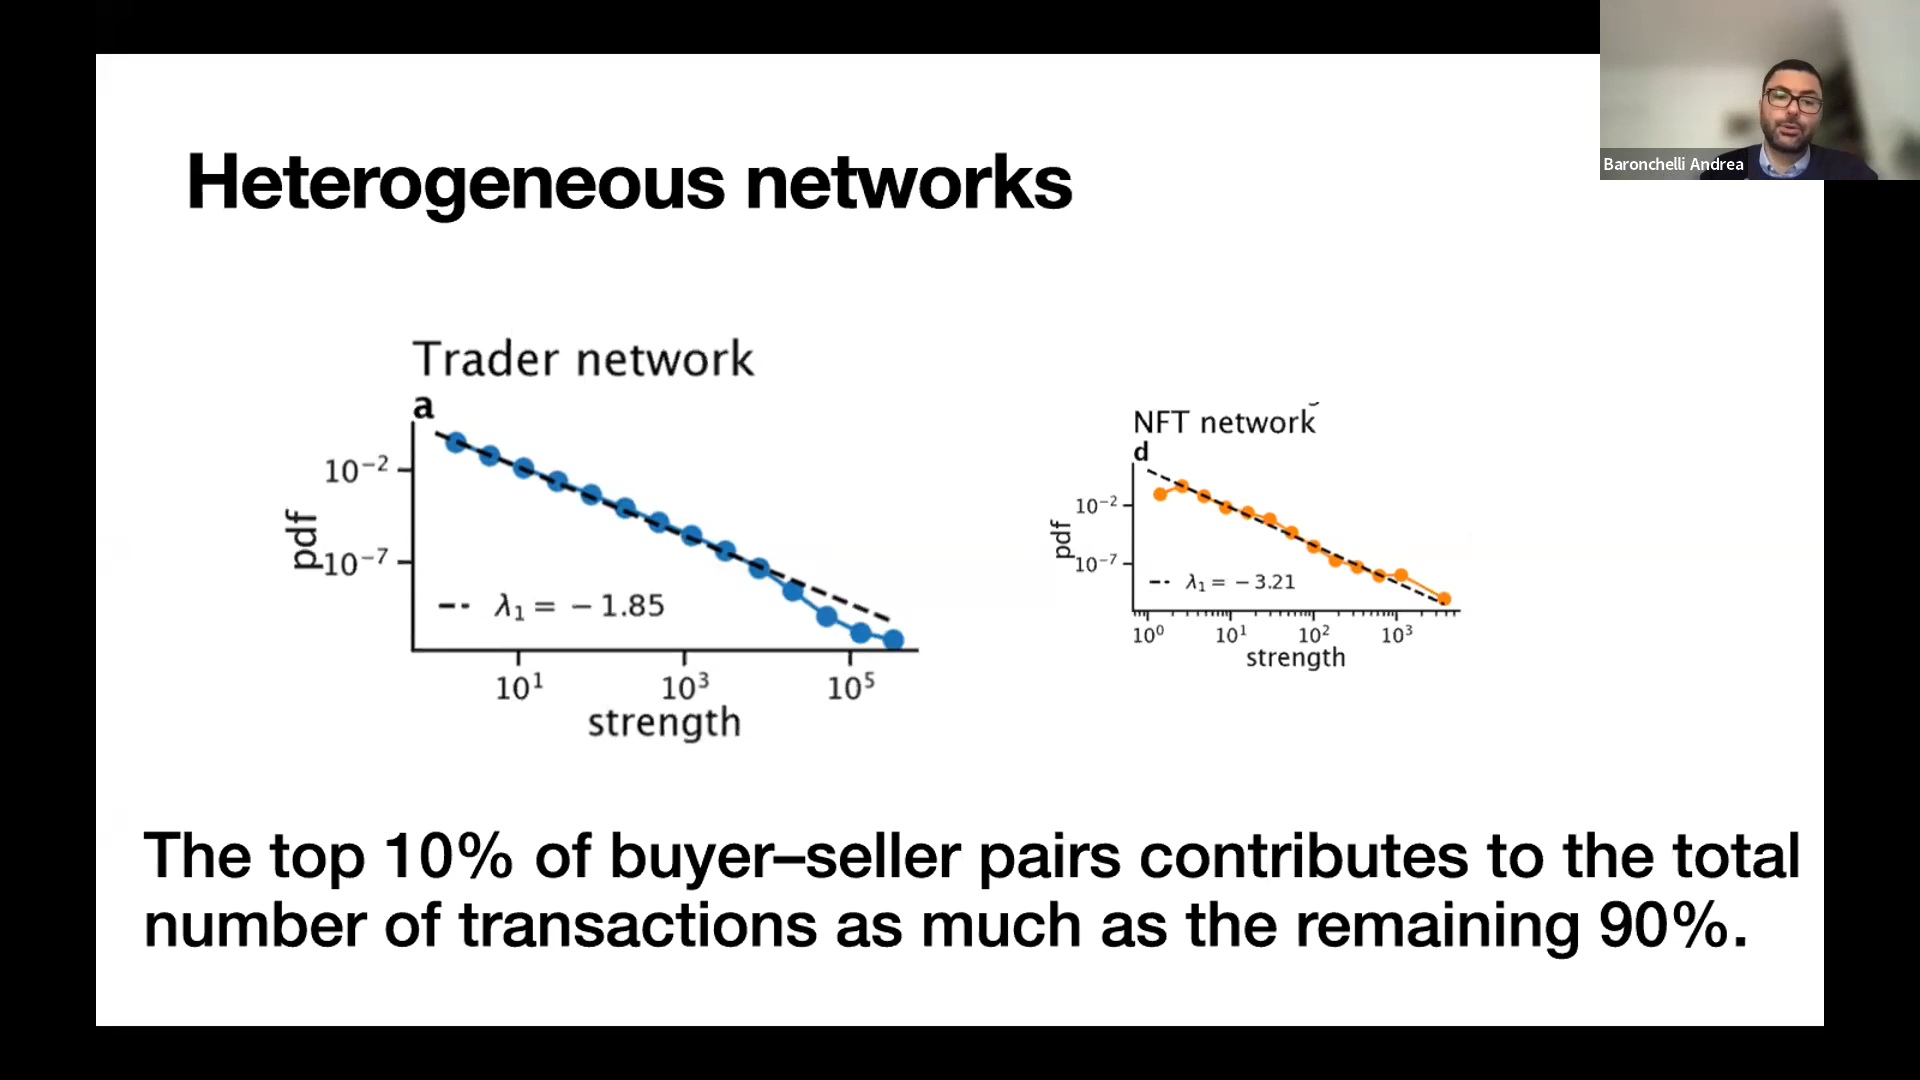 Baronchelli Andrea
Heterogeneous networks
Trader network
a
10⁻²
10⁻⁷
pdf
λ₁ = − 1.85
10¹ 10³ 10⁵
strength
NFT network
d
10⁻²
10⁻⁷
pdf
λ₁ = − 3.21
10⁰ 10¹ 10² 10³
strength
The top 10% of buyer–seller pairs contributes to the total
number of transactions as much as the remaining 90%.